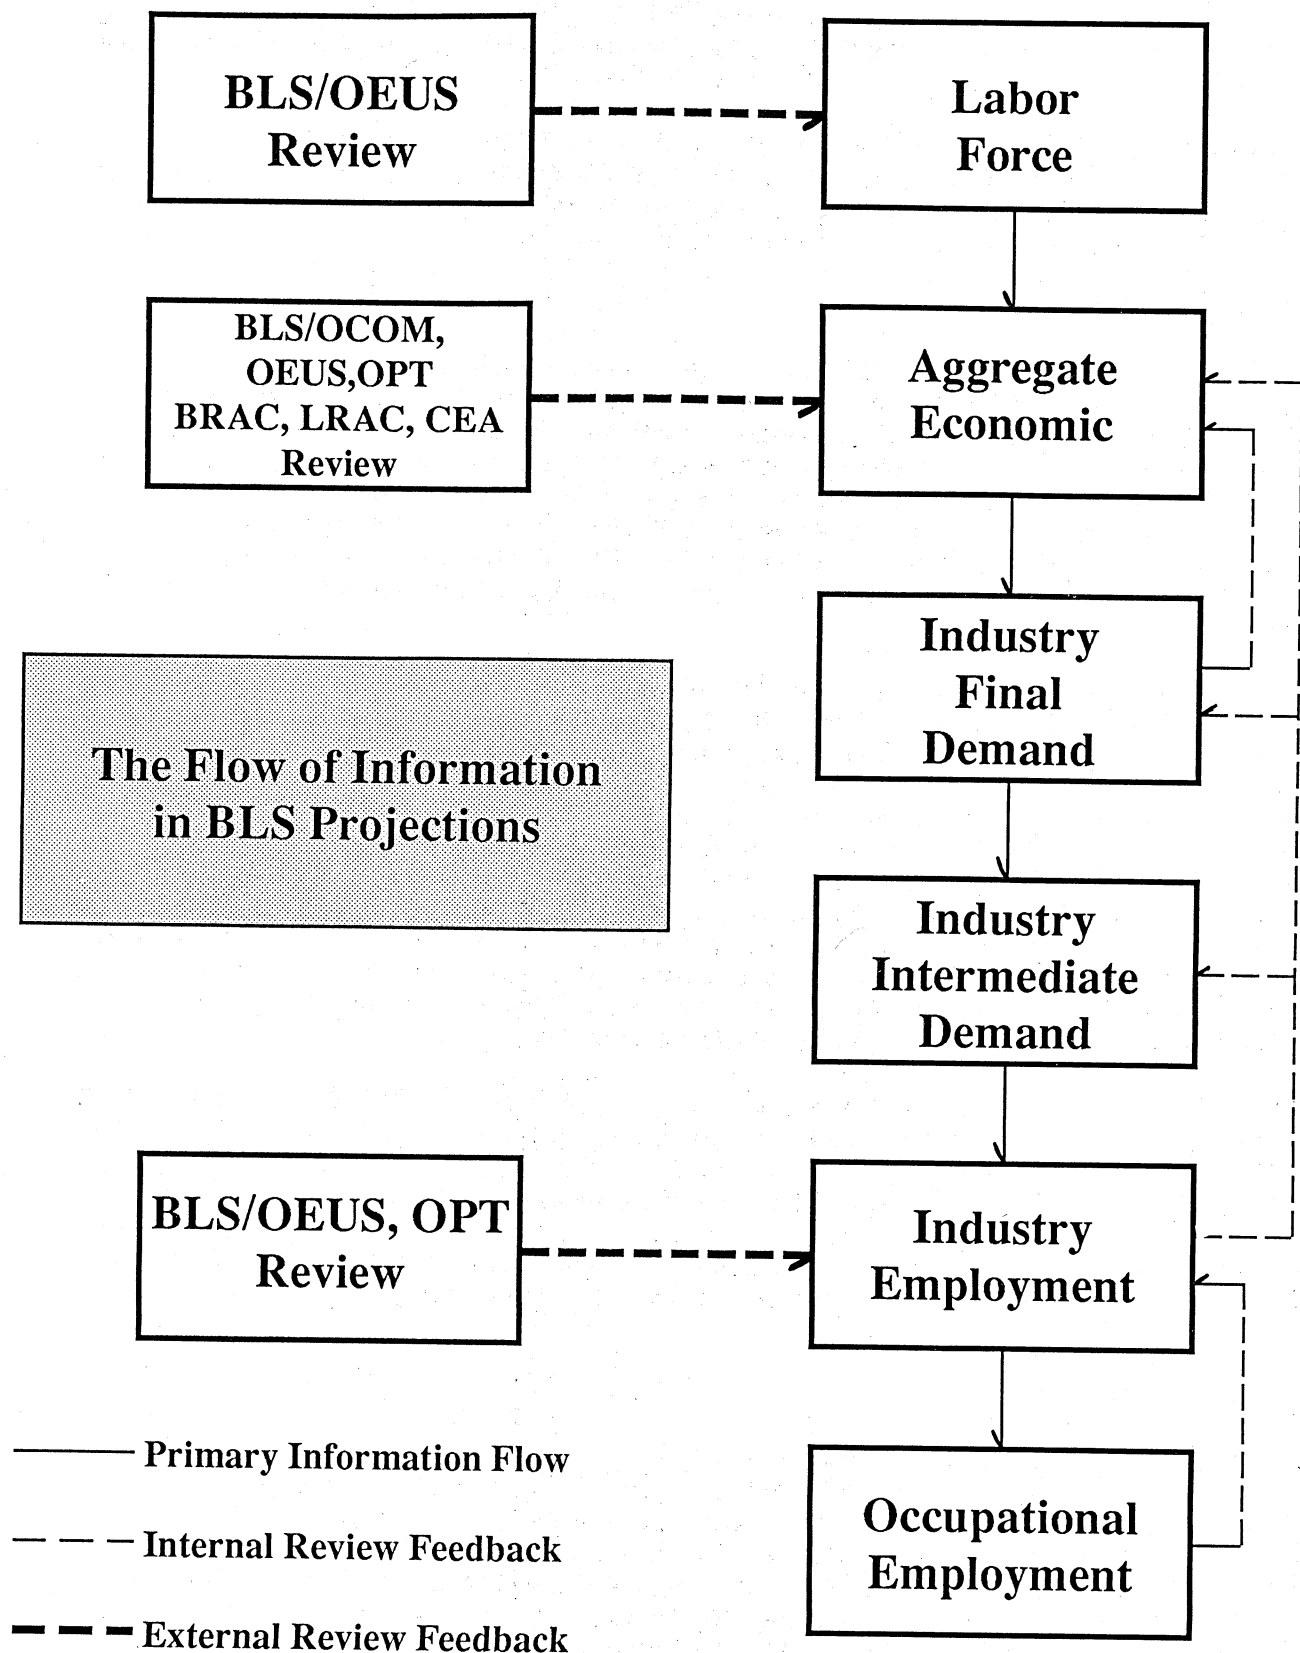 BLS/OEUS
Review
Labor
Force
BLS/OCOM,
OEUS,OPT
BRAC, LRAC, CEA
Review
Aggregate
Economic
Industry
Final
Demand
The Flow of Information
in BLS Projections
Industry
Intermediate
Demand
BLS/OEUS, OPT
Review
Industry
Employment
Primary Information Flow
Internal Review Feedback
External Review Feedback
Occupational
Employment